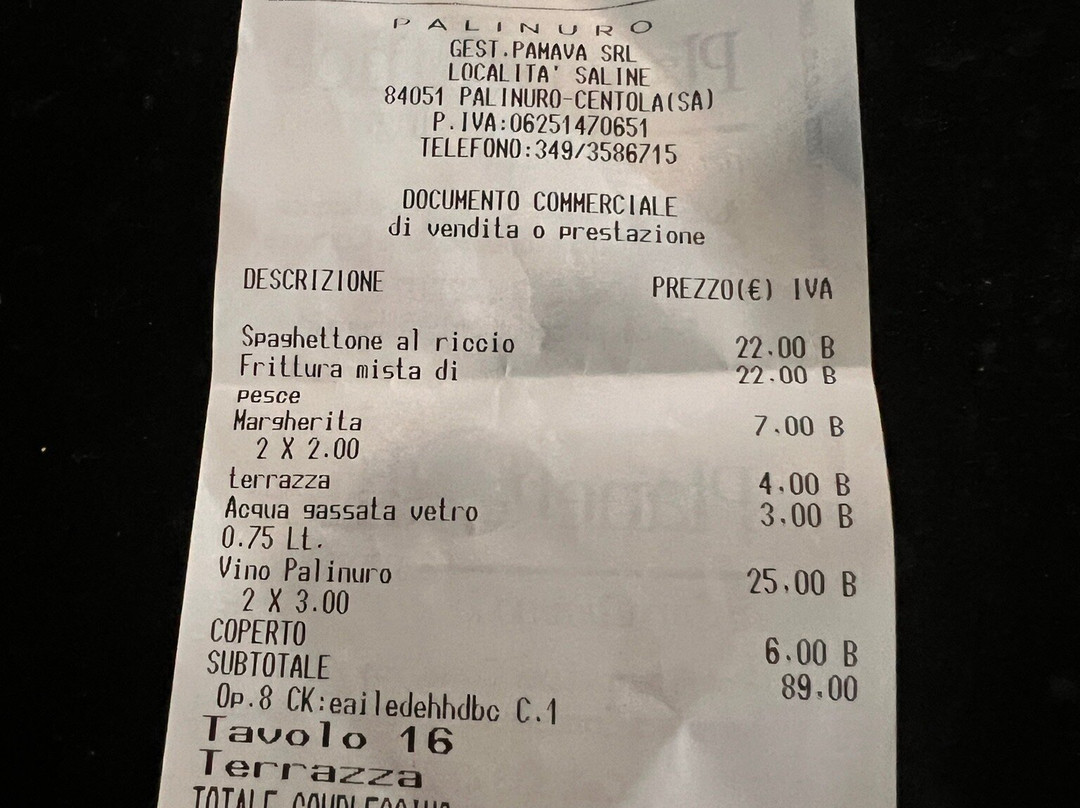 PALINURO
GEST.PAMAVA SRL
LOCALITA' SALINE
84051 PALINURO-CENTOLA(SA)
P.IVA:06251470651
TELEFONO:349/3586715
DOCUMENTO COMMERCIALE
di vendita o prestazione
DESCRIZIONE PREZZO(€) IVA
Spaghettone al riccio 22.00 B
Frittura mista di 22.00 B
pesce
Margherita 7.00 B
2 X 2.00
terrazza 4.00 B
Acqua gassata vetro 3.00 B
0.75 Lt.
Vino Palinuro 25.00 B
2 X 3.00
COPERTO 6.00 B
SUBTOTALE 89.00
Op.8 CK:eailedehhdbc C.1
Tavolo 16
Terrazza
TOTALE COMPLESSIVO